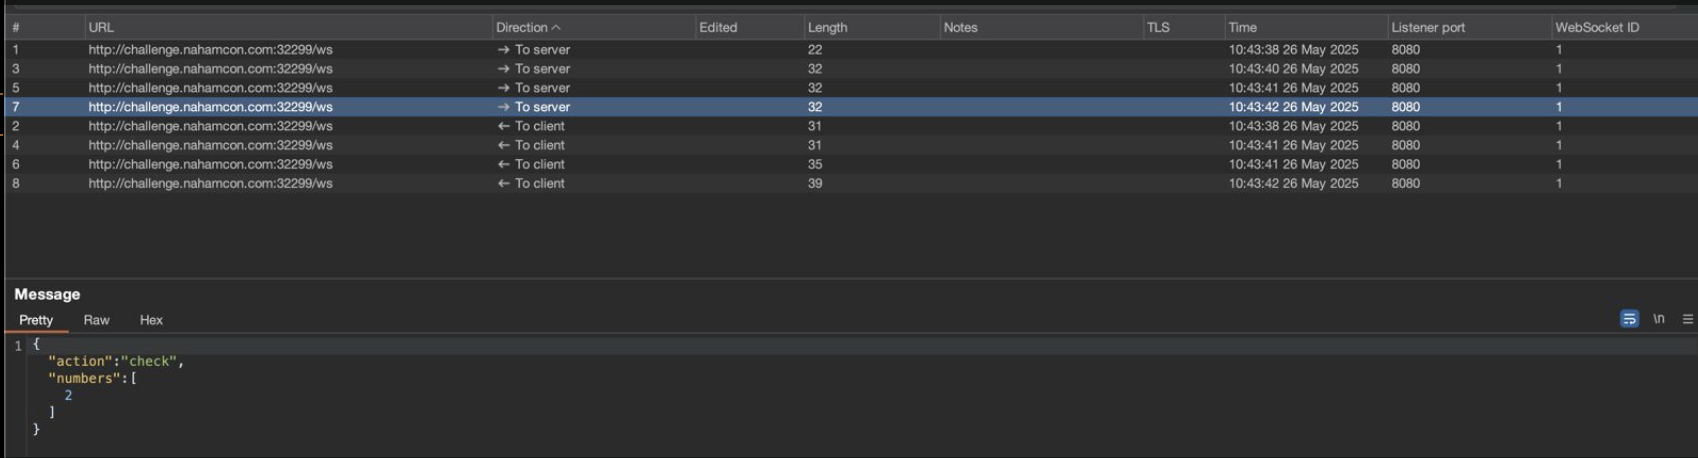 # URL Direction Edited Length Notes TLS Time Listener port WebSocket ID
1 http://challenge.nahamcon.com:32299/ws → To server 22 10:43:38 26 May 2025 8080 1
3 http://challenge.nahamcon.com:32299/ws → To server 32 10:43:40 26 May 2025 8080 1
5 http://challenge.nahamcon.com:32299/ws → To server 32 10:43:41 26 May 2025 8080 1
7 http://challenge.nahamcon.com:32299/ws → To server 32 10:43:42 26 May 2025 8080 1
2 http://challenge.nahamcon.com:32299/ws ← To client 31 10:43:38 26 May 2025 8080 1
4 http://challenge.nahamcon.com:32299/ws ← To client 31 10:43:41 26 May 2025 8080 1
6 http://challenge.nahamcon.com:32299/ws ← To client 35 10:43:41 26 May 2025 8080 1
8 http://challenge.nahamcon.com:32299/ws ← To client 39 10:43:42 26 May 2025 8080 1
Message
Pretty Raw Hex \n
1 {
"action":"check",
"numbers":[
2
]
}